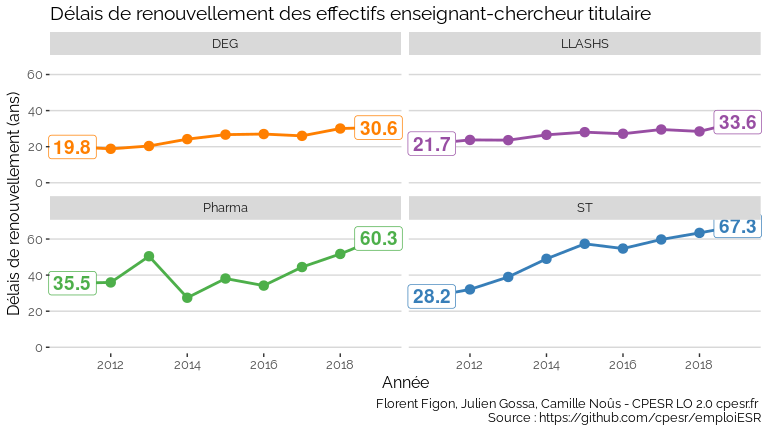 Délais de renouvellement des effectifs enseignant-chercheur titulaire
DEG
LLASHS
60
40
20
0
19.8
30.6
21.7
33.6
Délais de renouvellement (ans)
Pharma
ST
60
40
20
0
35.5
60.3
28.2
67.3
2012
2014
2016
2018
2012
2014
2016
2018
Année
Florent Figon, Julien Gossa, Camille Noûs - CPESR LO 2.0 cpesr.fr
Source : https://github.com/cpesr/emploiESR